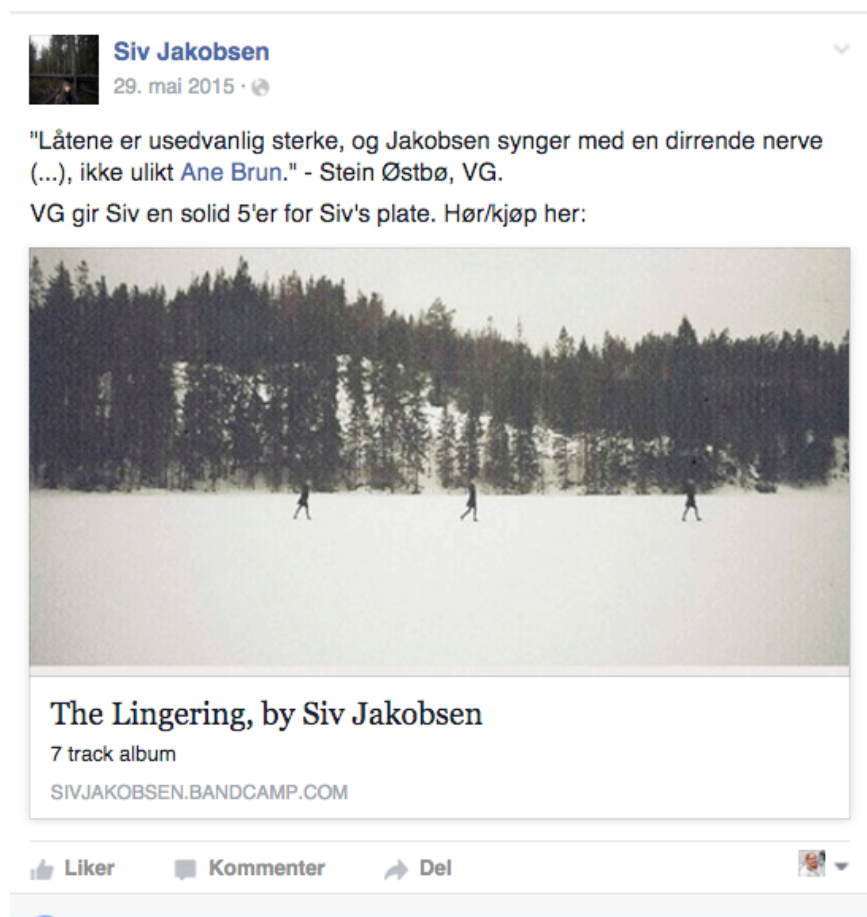 Siv Jakobsen
29. mai 2015 ·
"Låtene er usedvanlig sterke, og Jakobsen synger med en dirrende nerve
(...), ikke ulikt Ane Brun." - Stein Østbø, VG.
VG gir Siv en solid 5'er for Siv's plate. Hør/kjøp her:
The Lingering, by Siv Jakobsen
7 track album
SIVJAKOBSEN.BANDCAMP.COM
Liker Kommenter Del